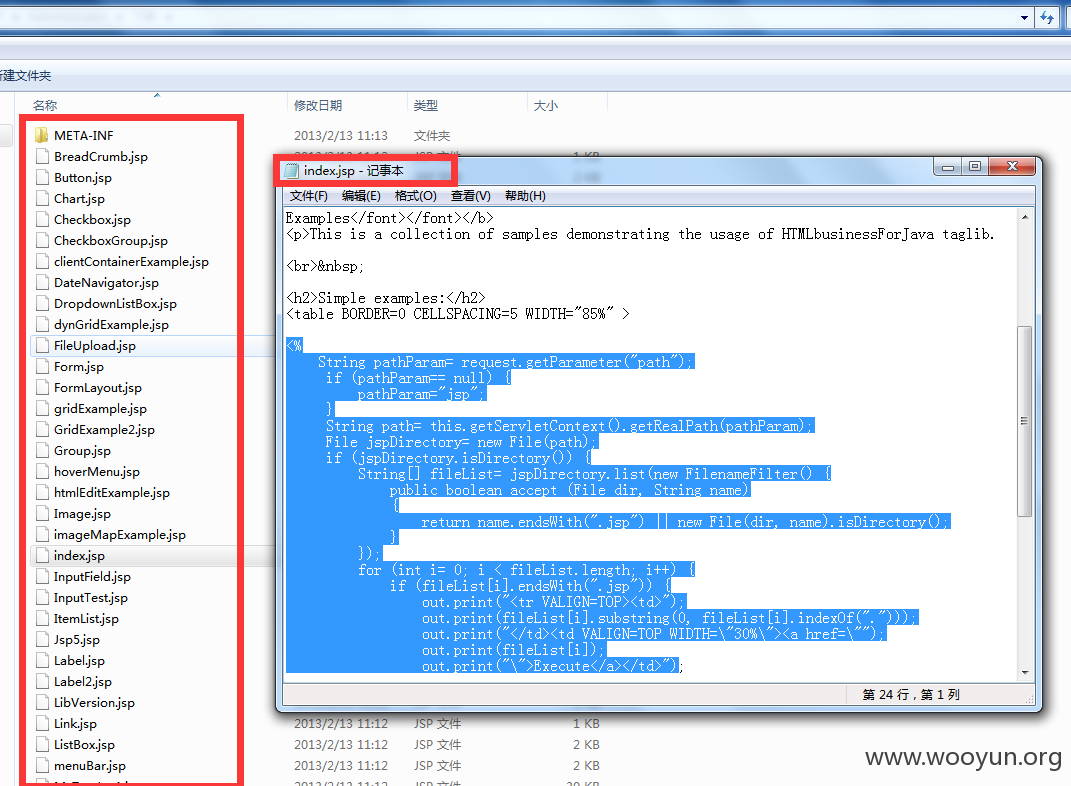 新建文件夹
名称 修改日期 类型 大小
META-INF 2013/2/13 11:13 文件夹
BreadCrumb.jsp
Button.jsp
Chart.jsp
Checkbox.jsp
CheckboxGroup.jsp
clientContainerExample.jsp
DateNavigator.jsp
DropdownListBox.jsp
dynGridExample.jsp
FileUpload.jsp
Form.jsp
FormLayout.jsp
gridExample.jsp
GridExample2.jsp
Group.jsp
hoverMenu.jsp
htmlEditExample.jsp
Image.jsp
imageMapExample.jsp
index.jsp
InputField.jsp
InputTest.jsp
ItemList.jsp
Jsp5.jsp
Label.jsp
Label2.jsp
LibVersion.jsp
Link.jsp 2013/2/13 11:12 JSP 文件 1 KB
ListBox.jsp 2013/2/13 11:12 JSP 文件 2 KB
menuBar.jsp 2013/2/13 11:12 JSP 文件 2 KB
index.jsp - 记事本
文件(F) 编辑(E) 格式(O) 查看(V) 帮助(H)
Examples</font></font></b>
<p>This is a collection of samples demonstrating the usage of HTMLbusinessForJava taglib.
<br>&nbsp;
<h2>Simple examples:</h2>
<table BORDER=0 CELLSPACING=5 WIDTH="85%" >
<%
String pathParam= request.getParameter("path");
if (pathParam== null) {
pathParam="jsp";
}
String path= this.getServletContext().getRealPath(pathParam);
File jspDirectory= new File(path);
if (jspDirectory.isDirectory()) {
String[] fileList= jspDirectory.list(new FilenameFilter() {
public boolean accept (File dir, String name)
{
return name.endsWith(".jsp") || new File(dir, name).isDirectory();
}
});
for (int i= 0; i < fileList.length; i++) {
if (fileList[i].endsWith(".jsp")) {
out.print("<tr VALIGN=TOP><td>");
out.print(fileList[i].substring(0, fileList[i].indexOf(".")));
out.print("</td><td VALIGN=TOP WIDTH=\"30%\"><a href=\"");
out.print(fileList[i]);
out.print("\">Execute</a></td>");
第 24 行，第 1 列
www.wooyun.org